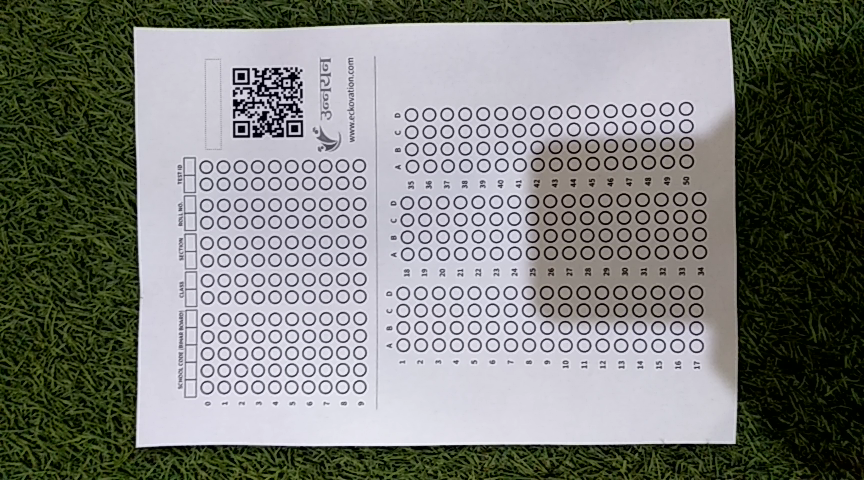 SCHOOL CODE (BIHAR BOARD) CLASS SECTION ROLL NO. TEST ID
0
1
2
3
4
5
6
7
8
9
उन्नयन
www.eckovation.com
A B C D A B C D A B C D
1 18 35
2 19 36
3 20 37
4 21 38
5 22 39
6 23 40
7 24 41
8 25 42
9 26 43
10 27 44
11 28 45
12 29 46
13 30 47
14 31 48
15 32 49
16 33 50
17 34